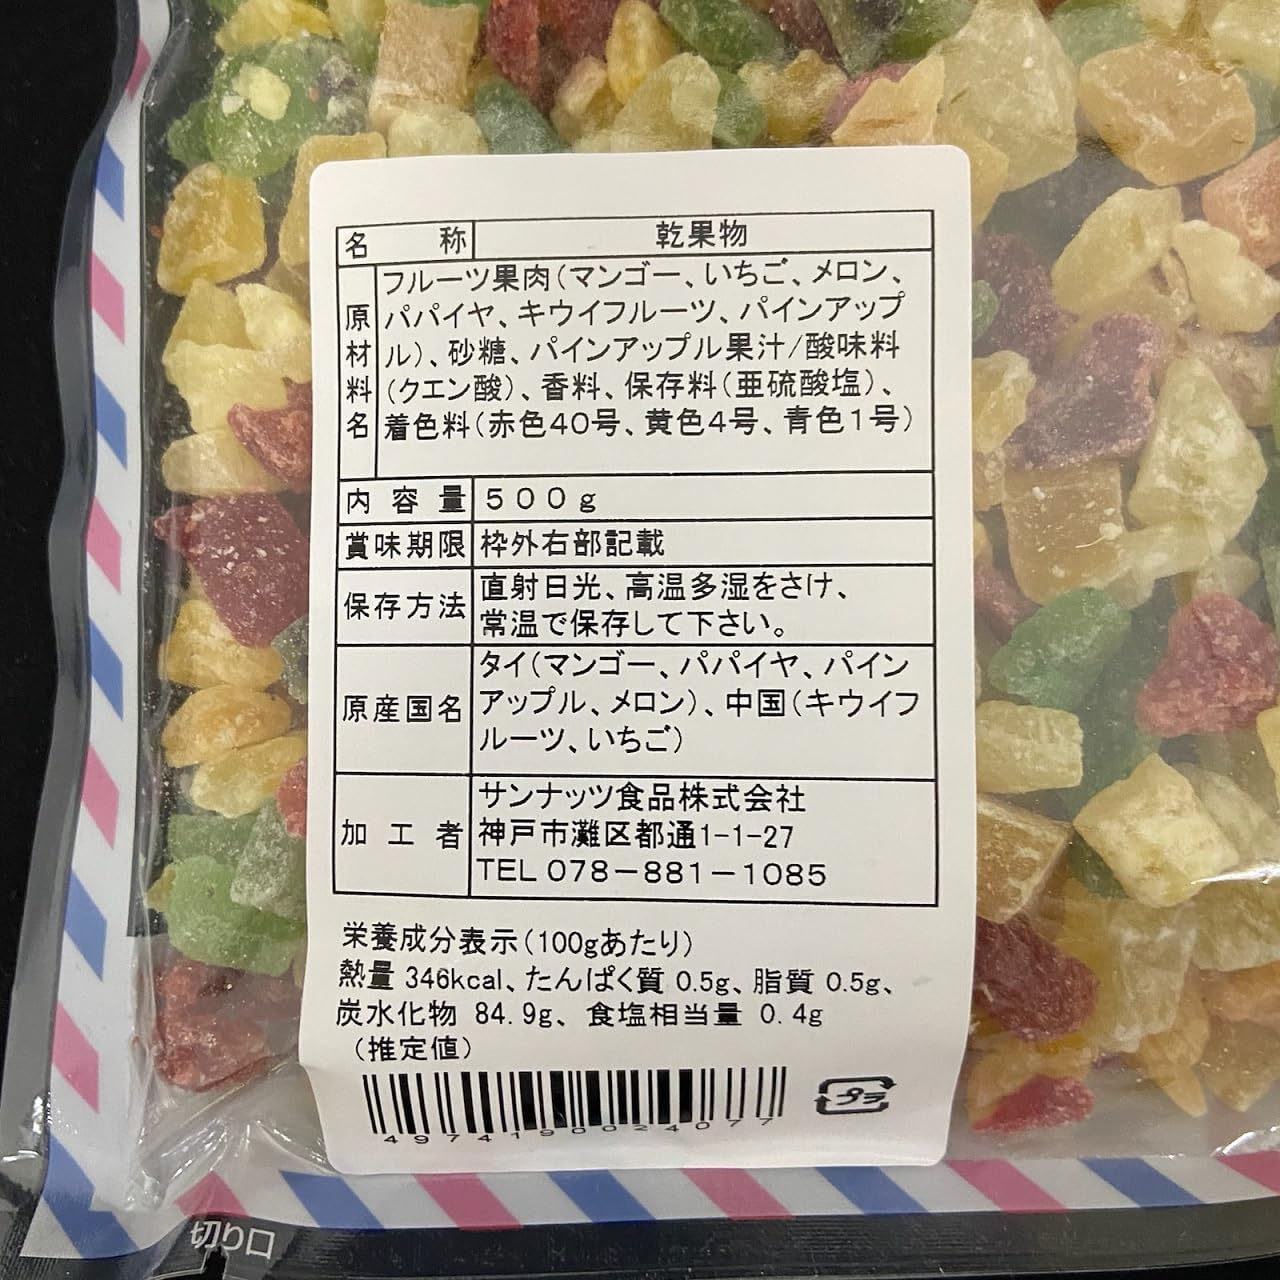 名 称 乾果物
原材料名 フルーツ果肉(マンゴー、いちご、メロン、
パパイヤ、キウイフルーツ、パインアップ
ル)、砂糖、パインアップル果汁/酸味料
(クエン酸)、香料、保存料(亜硫酸塩)、
着色料(赤色40号、黄色4号、青色1号)
内容量 500g
賞味期限 枠外右部記載
保存方法 直射日光、高温多湿をさけ、
常温で保存して下さい。
原産国名 タイ(マンゴー、パパイヤ、パイン
アップル、メロン)、中国(キウイフ
ルーツ、いちご)
加工者 サンナッツ食品株式会社
神戸市灘区都通1-1-27
TEL 078-881-1085
栄養成分表示(100gあたり)
熱量 346kcal、たんぱく質 0.5g、脂質 0.5g、
炭水化物 84.9g、食塩相当量 0.4g
(推定値)
4974190024077
プラ
切り口